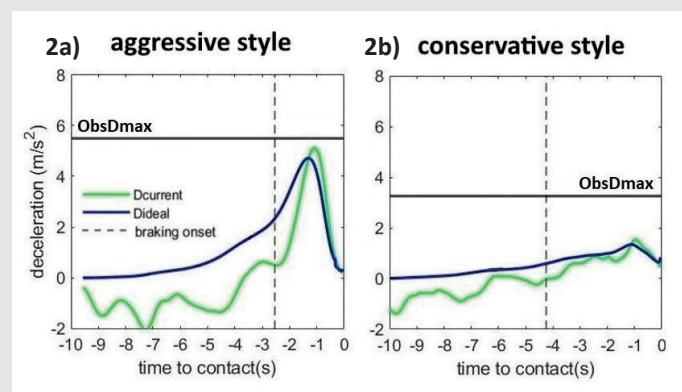 2a) aggressive style
2b) conservative style
deceleration (m/s²)
8
6
4
2
0
-2
ObsDmax
Dcurrent
Dideal
braking onset
-10 -9 -8 -7 -6 -5 -4 -3 -2 -1 0
time to contact(s)
8
6
4
2
0
-2
ObsDmax
-10 -9 -8 -7 -6 -5 -4 -3 -2 -1 0
time to contact(s)